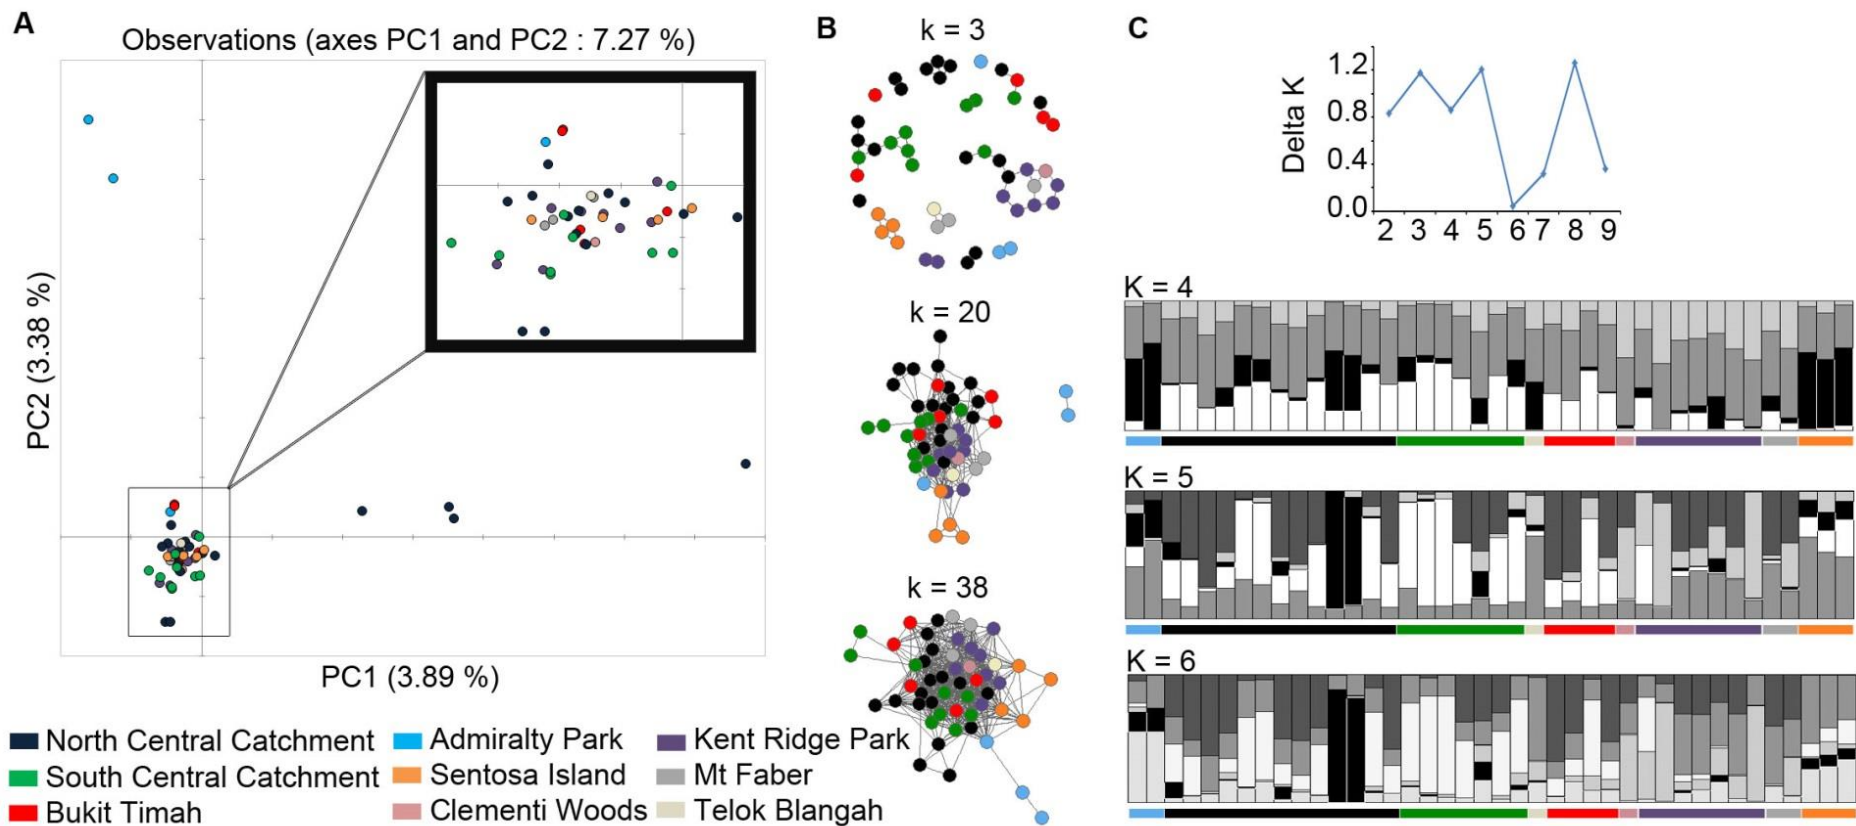 A
Observations (axes PC1 and PC2 : 7.27 %)
PC2 (3.38 %)
PC1 (3.89 %)
North Central Catchment
South Central Catchment
Bukit Timah
Admiralty Park
Sentosa Island
Clementi Woods
Kent Ridge Park
Mt Faber
Telok Blangah
B
k = 3
k = 20
k = 38
C
Delta K
1.2
0.8
0.4
0.0
2 3 4 5 6 7 8 9
K = 4
K = 5
K = 6